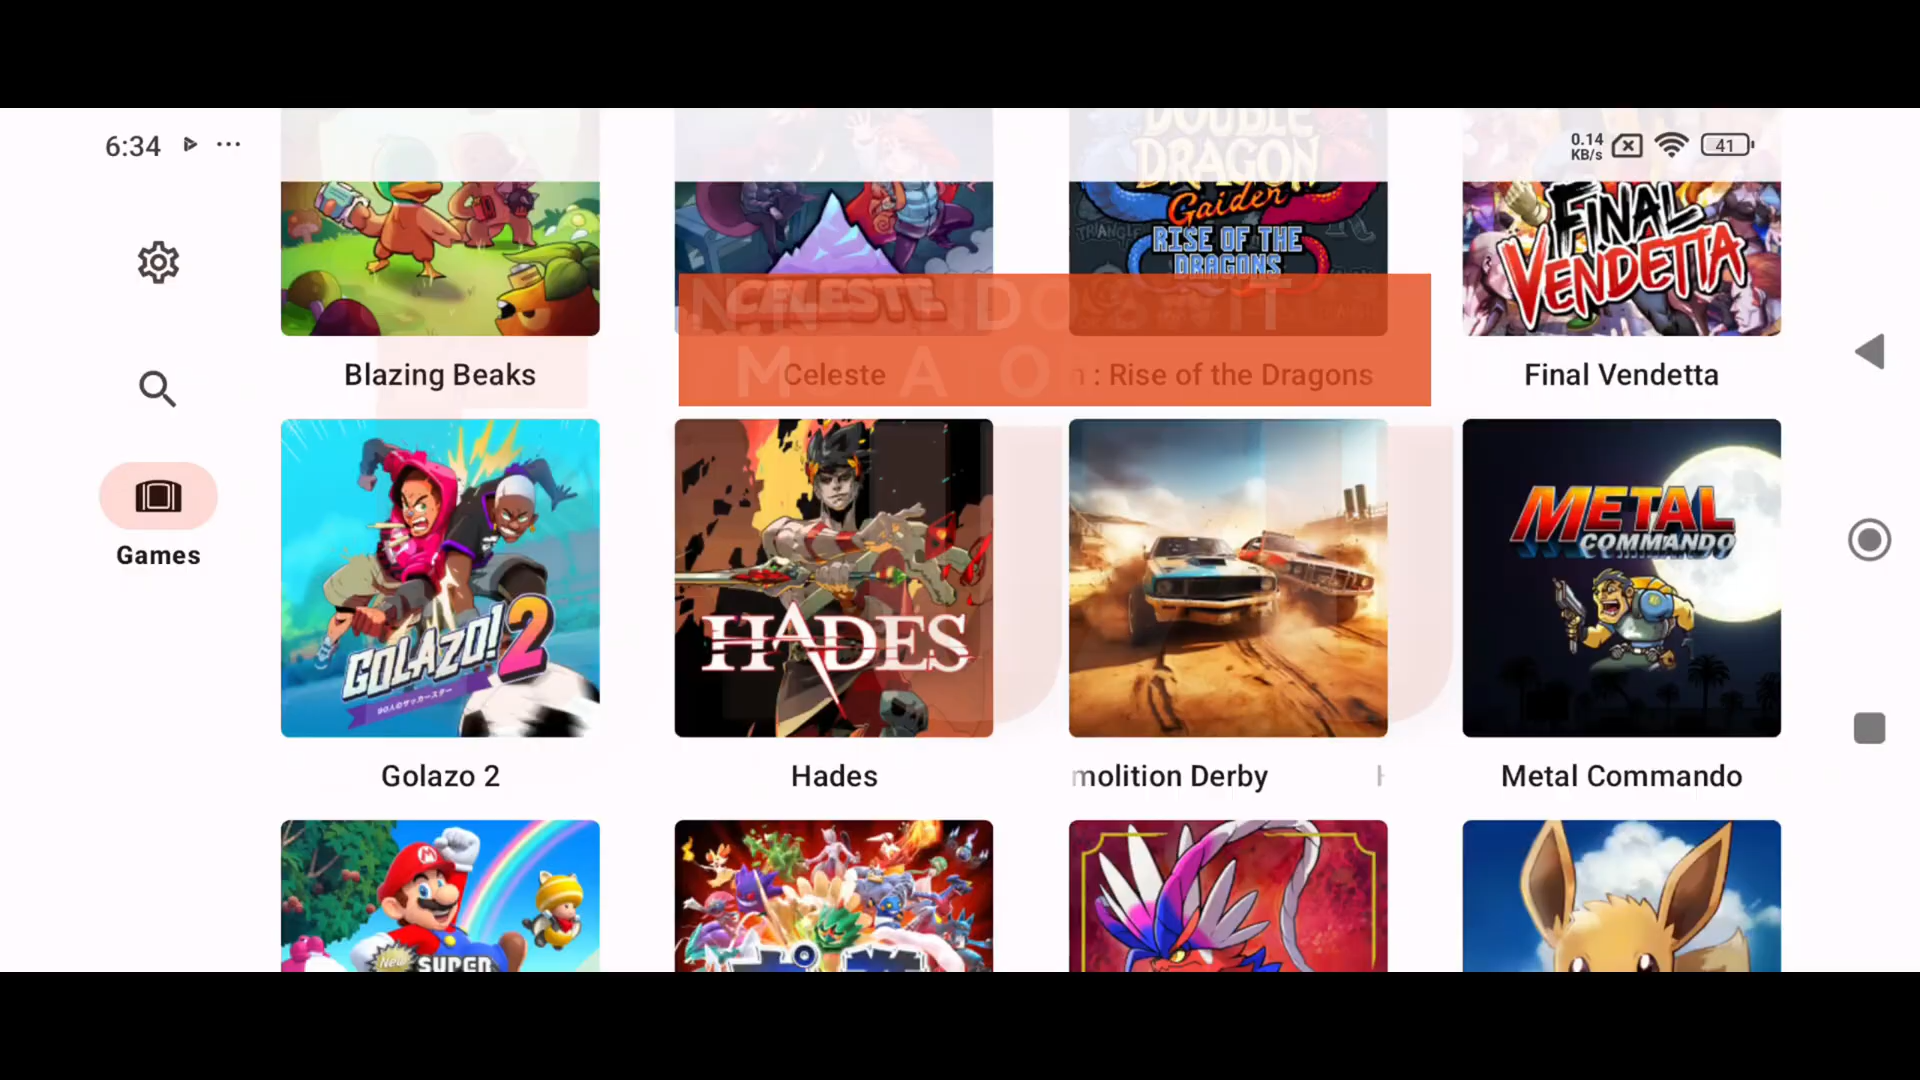 6:34
0.14
KB/s
41
DOUBLE
DRAGON
Gaiden
RISE OF THE
DRAGONS
FINAL
VENDETTA
CELESTE
Blazing Beaks
Celeste
n : Rise of the Dragons
Final Vendetta
Games
GOLAZO! 2
HADES
METAL
COMMANDO
Golazo 2
Hades
molition Derby
Metal Commando
New SUPER